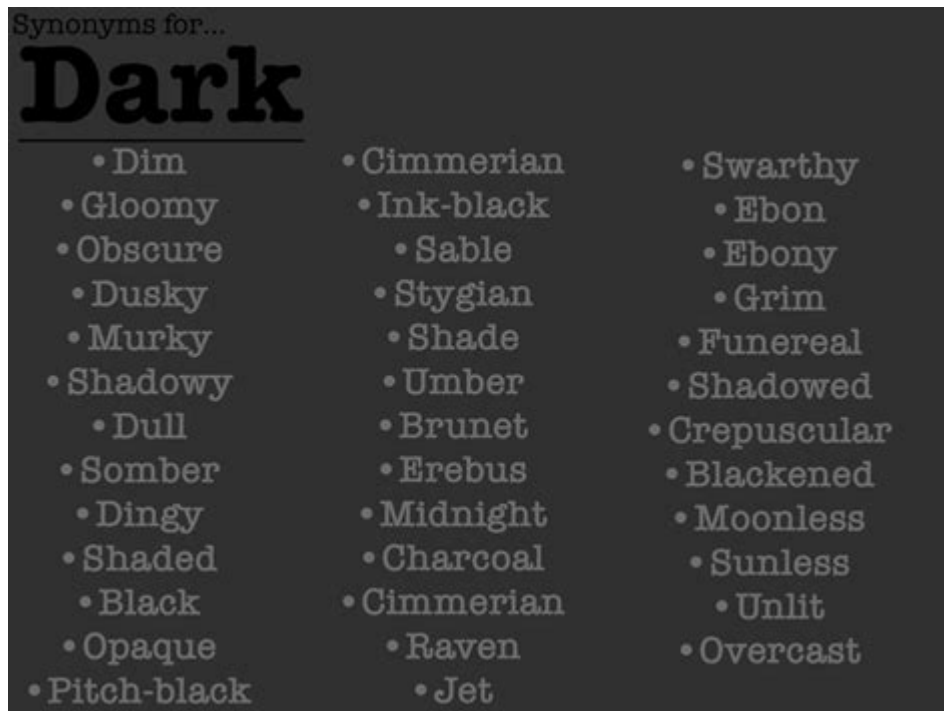 Synonyms for...
Dark
• Dim
• Gloomy
• Obscure
• Dusky
• Murky
• Shadowy
• Dull
• Somber
• Dingy
• Shaded
• Black
• Opaque
• Pitch-black
• Cimmerian
• Ink-black
• Sable
• Stygian
• Shade
• Umber
• Brunet
• Erebus
• Midnight
• Charcoal
• Cimmerian
• Raven
• Jet
• Swarthy
• Ebon
• Ebony
• Grim
• Funereal
• Shadowed
• Crepuscular
• Blackened
• Moonless
• Sunless
• Unlit
• Overcast